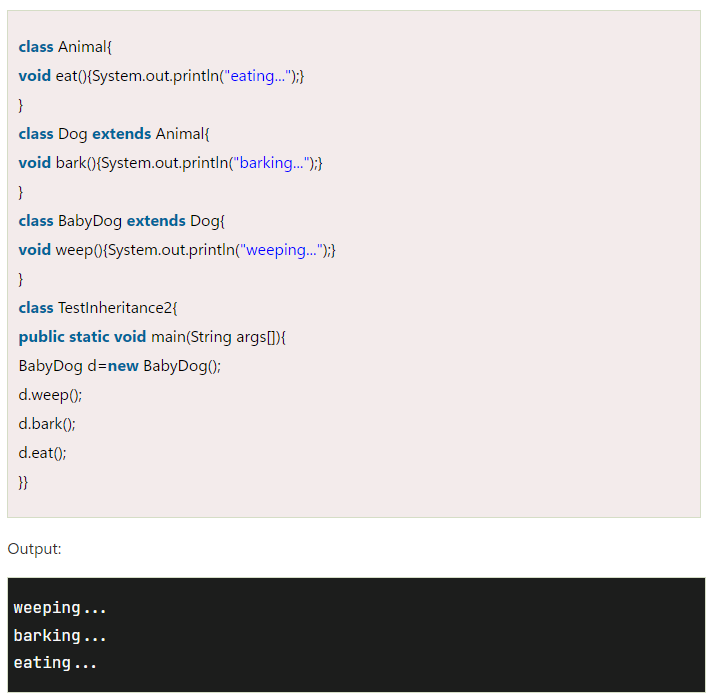 class Animal{
void eat(){System.out.println("eating...");}
}
class Dog extends Animal{
void bark(){System.out.println("barking...");}
}
class BabyDog extends Dog{
void weep(){System.out.println("weeping...");}
}
class TestInheritance2{
public static void main(String args[]){
BabyDog d=new BabyDog();
d.weep();
d.bark();
d.eat();
}}
Output:
weeping...
barking...
eating...